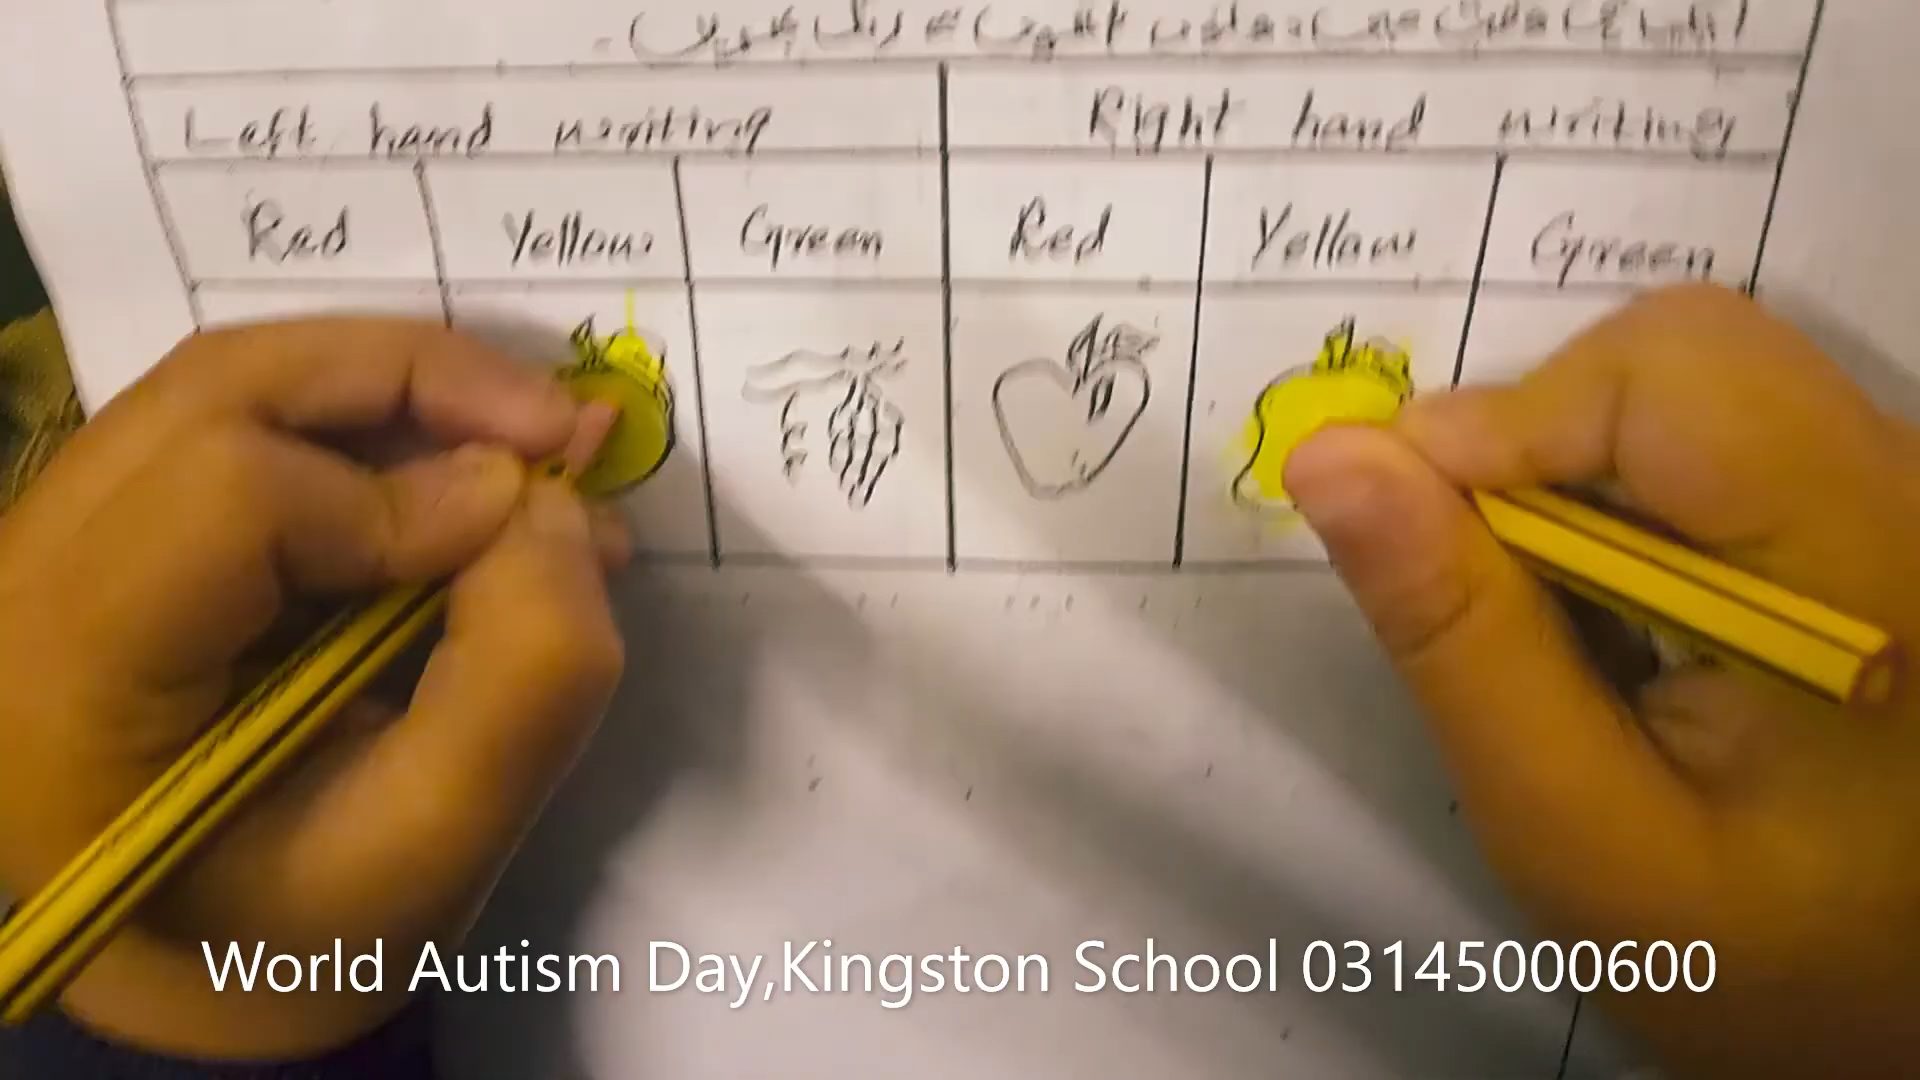 Left hand writing Right hand writing
Red Yellow Green Red Yellow Green
World Autism Day,Kingston School 03145000600